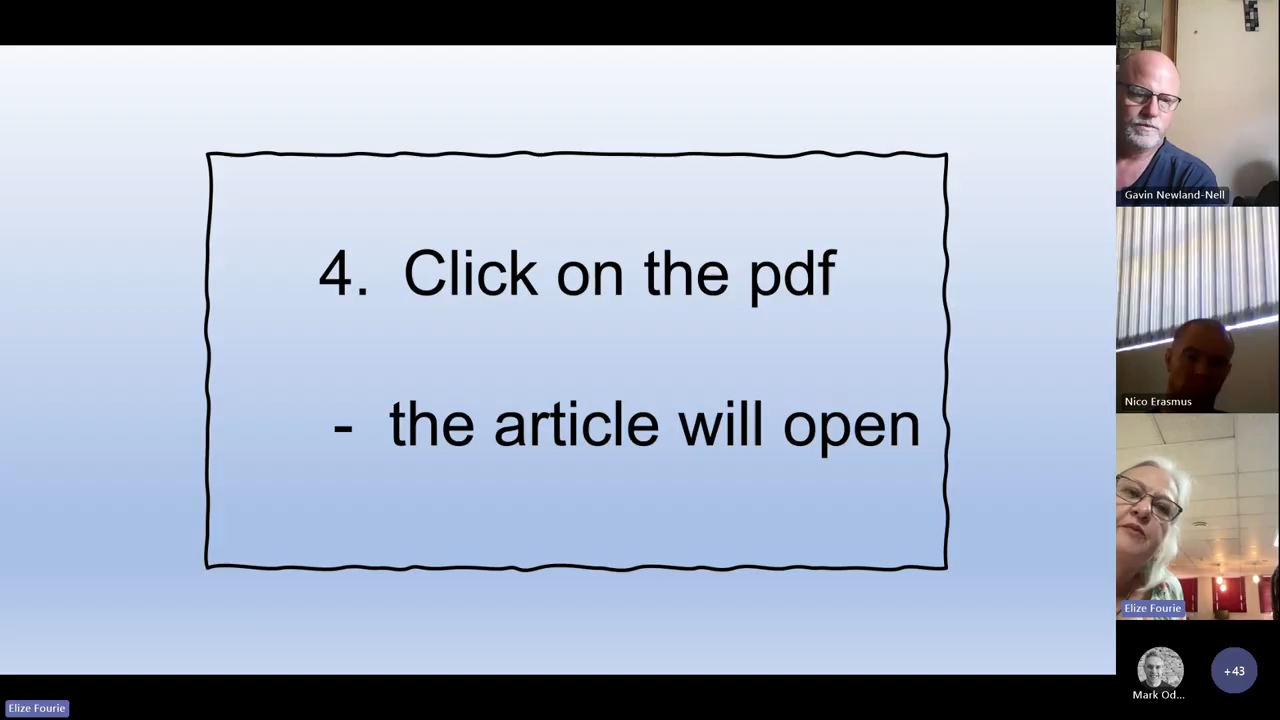 4. Click on the pdf
- the article will open
Gavin Newland-Nell
Nico Erasmus
Elize Fourie
Mark Od...
+43
Elize Fourie